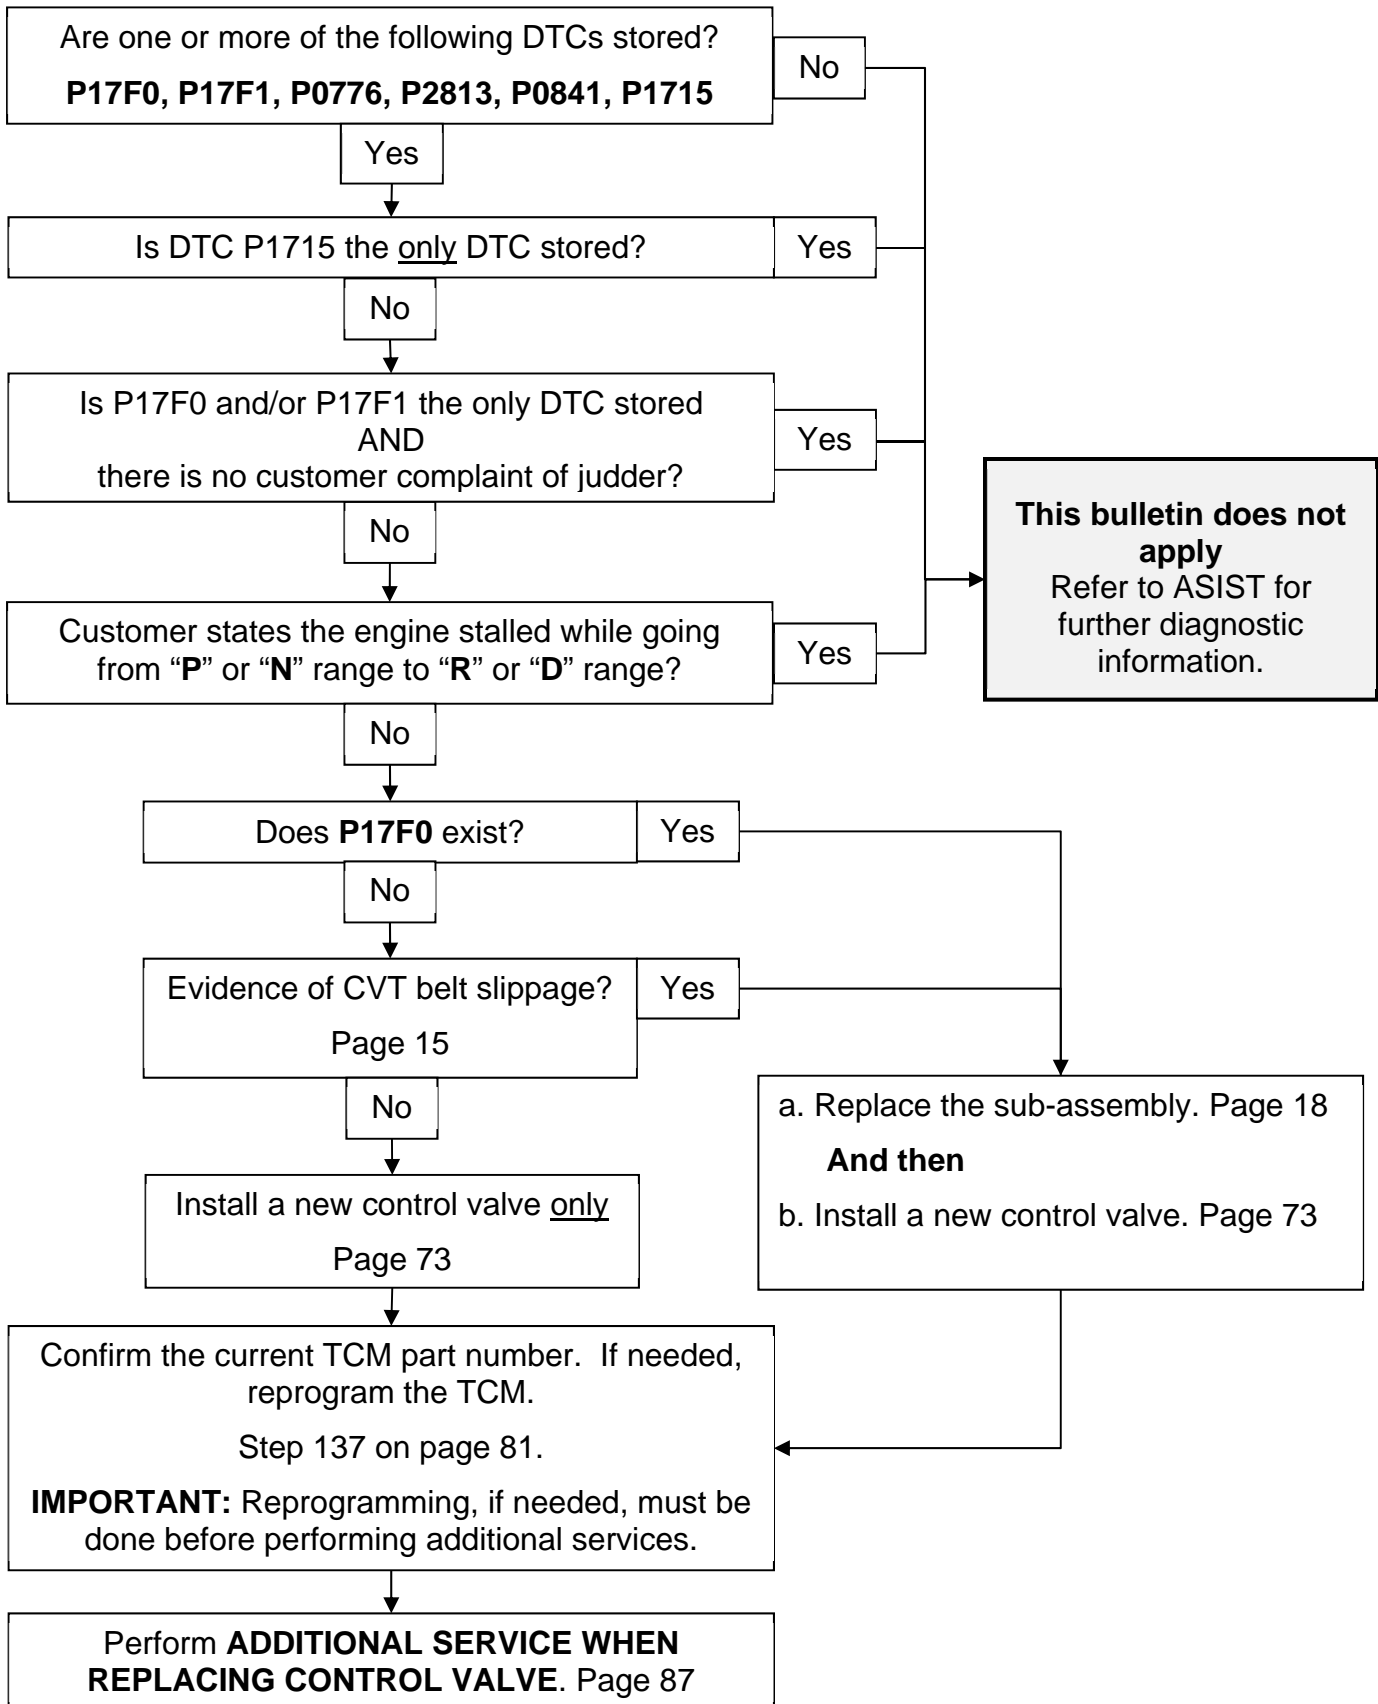 Are one or more of the following DTCs stored?
P17F0, P17F1, P0776, P2813, P0841, P1715
No
Yes
Is DTC P1715 the only DTC stored?
Yes
No
Is P17F0 and/or P17F1 the only DTC stored
AND
there is no customer complaint of judder?
Yes
No
This bulletin does not
apply
Refer to ASIST for
further diagnostic
information.
Customer states the engine stalled while going
from “P” or “N” range to “R” or “D” range?
Yes
No
Does P17F0 exist?
Yes
No
Evidence of CVT belt slippage?
Page 15
Yes
No
a. Replace the sub-assembly. Page 18
And then
b. Install a new control valve. Page 73
Install a new control valve only
Page 73
Confirm the current TCM part number.  If needed,
reprogram the TCM.
Step 137 on page 81.
IMPORTANT: Reprogramming, if needed, must be
done before performing additional services.
Perform ADDITIONAL SERVICE WHEN
REPLACING CONTROL VALVE. Page 87